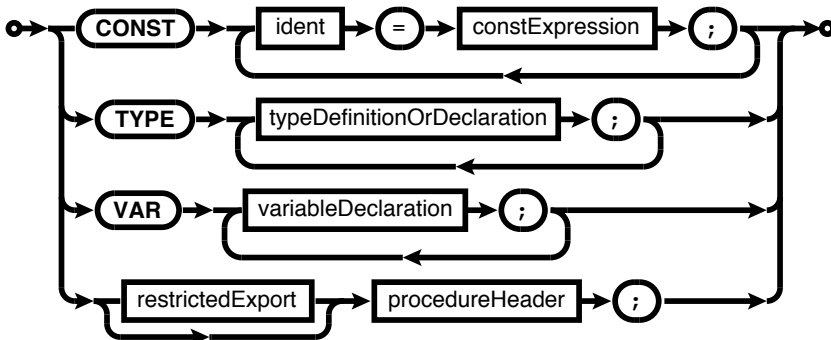 CONST ident = constExpression ;
TYPE typeDefinitionOrDeclaration ;
VAR variableDeclaration ;
restrictedExport procedureHeader ;